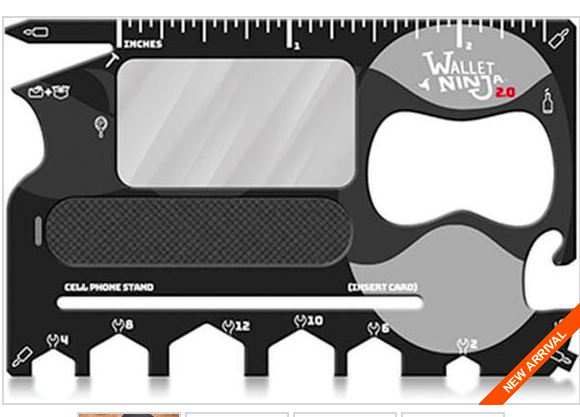 INCHES
1
2
WALLET
NINJA
2.0
+
CELL PHONE STAND
(INSERT CARD)
4
8
12
10
6
2
NEW ARRIVAL